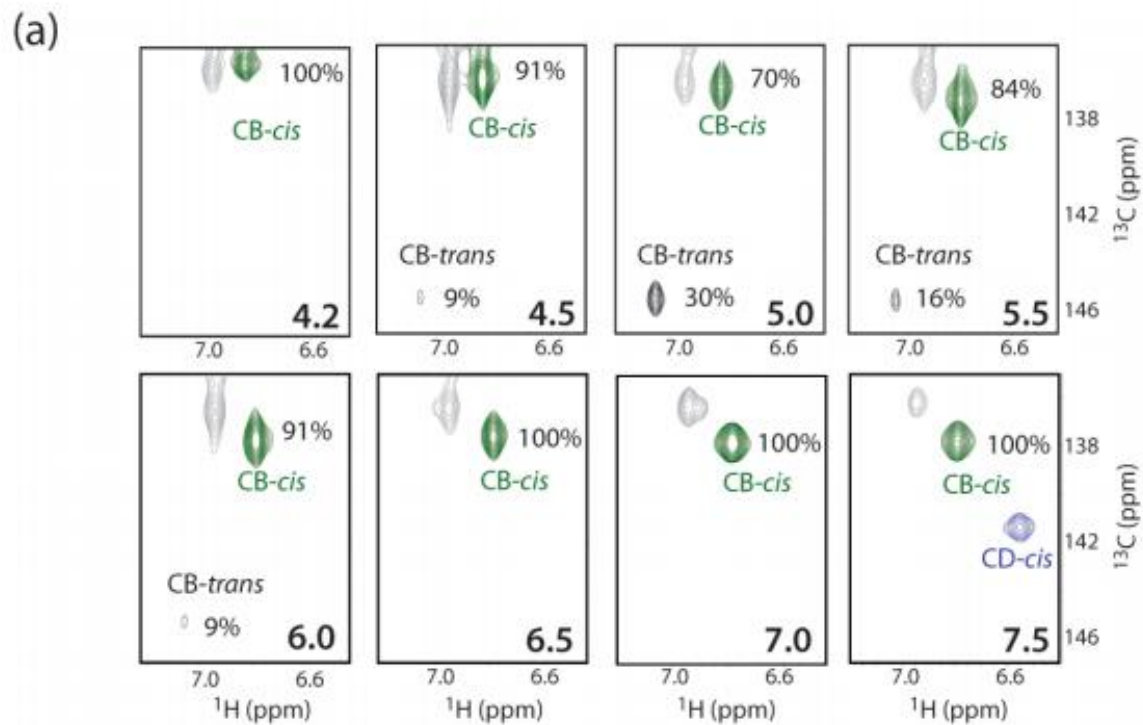 (a)
100%
CB-cis
4.2
7.0 6.6
91%
CB-cis
CB-trans
9%
4.5
7.0 6.6
70%
CB-cis
CB-trans
30%
5.0
7.0 6.6
84%
CB-cis
CB-trans
16%
5.5
7.0 6.6
138
142
146
¹³C (ppm)
91%
CB-cis
CB-trans
9%
6.0
7.0 6.6
¹H (ppm)
100%
CB-cis
6.5
7.0 6.6
¹H (ppm)
100%
CB-cis
7.0
7.0 6.6
¹H (ppm)
100%
CB-cis
CD-cis
7.5
7.0 6.6
¹H (ppm)
138
142
146
¹³C (ppm)